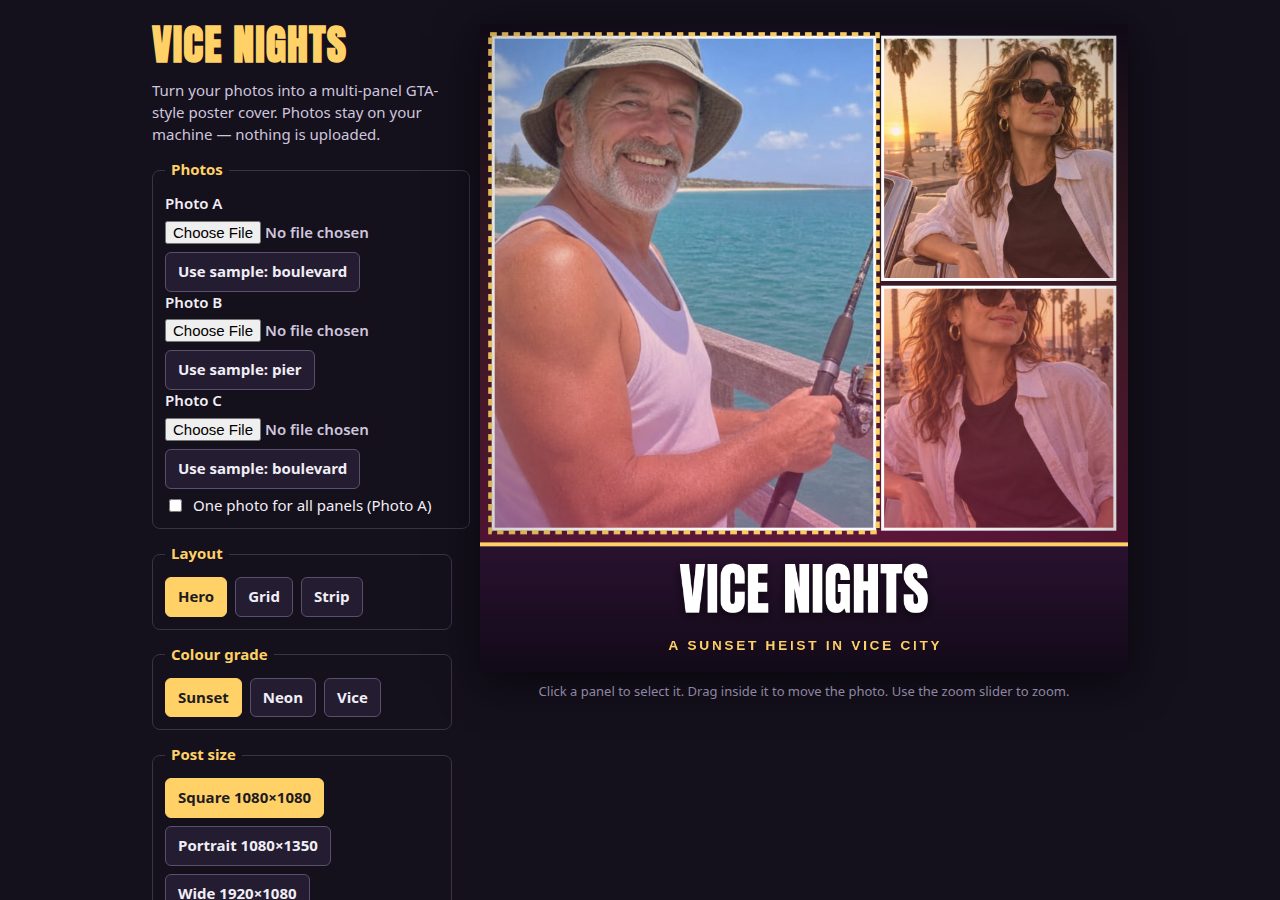 VICE NIGHTS
Turn your photos into a multi-panel GTA-
style poster cover. Photos stay on your
machine — nothing is uploaded.
Photos
Photo A
Choose File No file chosen
Use sample: boulevard
Photo B
Choose File No file chosen
Use sample: pier
Photo C
Choose File No file chosen
Use sample: boulevard
One photo for all panels (Photo A)
Layout
Hero Grid Strip
Colour grade
Sunset Neon Vice
Post size
Square 1080×1080
Portrait 1080×1350
Wide 1920×1080
VICE NIGHTS
A SUNSET HEIST IN VICE CITY
Click a panel to select it. Drag inside it to move the photo. Use the zoom slider to zoom.